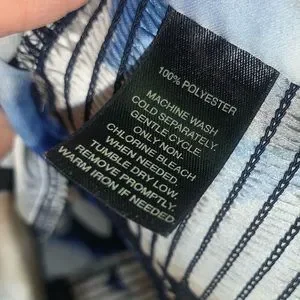 100% POLYESTER
MACHINE WASH
COLD SEPARATELY.
GENTLE CYCLE.
ONLY NON-
CHLORINE BLEACH
WHEN NEEDED.
TUMBLE DRY LOW.
REMOVE PROMPTLY.
WARM IRON IF NEEDED.